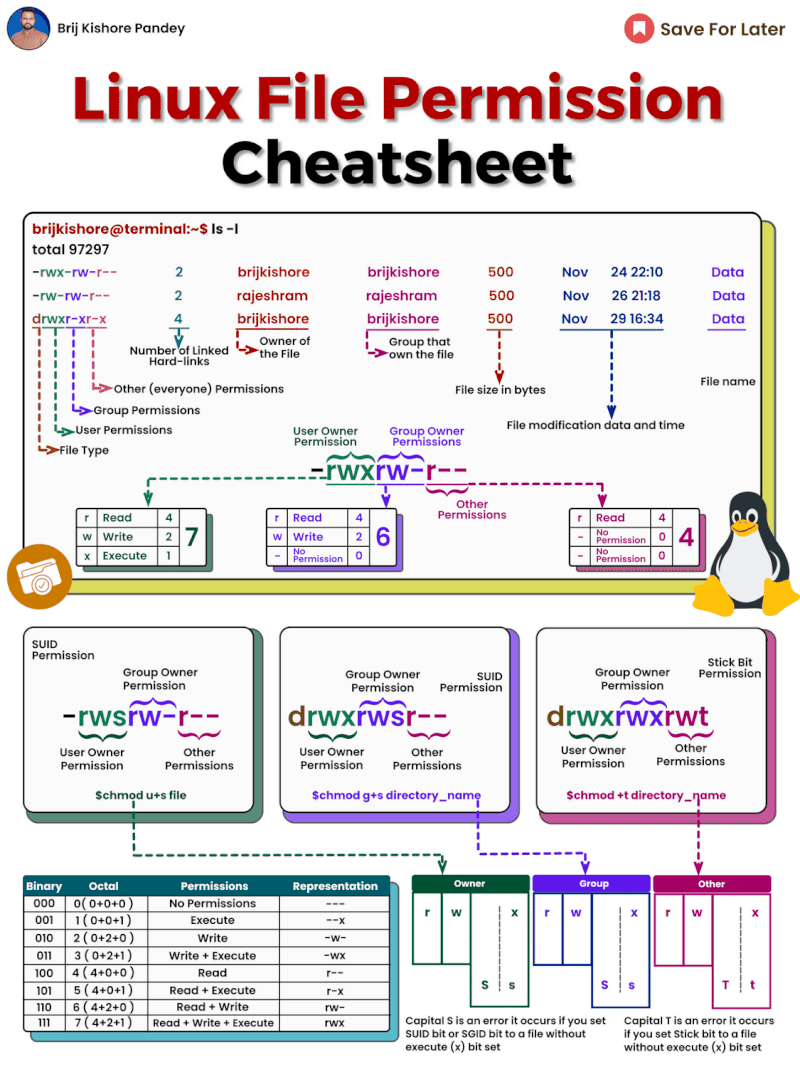 Brij Kishore Pandey
Save For Later
Linux File Permission
Cheatsheet
brijkishore@terminal:~$ ls -l
total 97297
-rwx-rw-r-- 2 brijkishore brijkishore 500 Nov 24 22:10 Data
-rw-rw-r-- 2 rajeshram rajeshram 500 Nov 26 21:18 Data
drwxr-xr-x 4 brijkishore brijkishore 500 Nov 29 16:34 Data
Number of Linked
Hard-links
Owner of
the File
Group that
own the file
File size in bytes
File modification data and time
File name
Other (everyone) Permissions
Group Permissions
User Permissions
File Type
User Owner
Permission
Group Owner
Permissions
-rwxrw-r--
Other
Permissions
r Read 4
w Write 2
x Execute 1
7
r Read 4
w Write 2
- No
Permission 0
6
r Read 4
- No
Permission 0
- No
Permission 0
4
SUID
Permission
Group Owner
Permission
-rwsrw-r--
User Owner
Permission
Other
Permissions
$chmod u+s file
SUID
Permission
Group Owner
Permission
drwxrwsr--
User Owner
Permission
Other
Permissions
$chmod g+s directory_name
Stick Bit
Permission
Group Owner
Permission
drwxrwxrwt
User Owner
Permission
Other
Permissions
$chmod +t directory_name
Binary Octal Permissions Representation
000 0( 0+0+0 ) No Permissions ---
001 1 ( 0+0+1 ) Execute --x
010 2 ( 0+2+0 ) Write -w-
011 3 ( 0+2+1 ) Write + Execute -wx
100 4 ( 4+0+0 ) Read r--
101 5 ( 4+0+1 ) Read + Execute r-x
110 6 ( 4+2+0 ) Read + Write rw-
111 7 ( 4+2+1 ) Read + Write + Execute rwx
Owner
r w x
S s
Group
r w x
S s
Other
r w x
T t
Capital S is an error it occurs if you set
SUID bit or SGID bit to a file without
execute (x) bit set
Capital T is an error it occurs
if you set Stick bit to a file
without execute (x) bit set